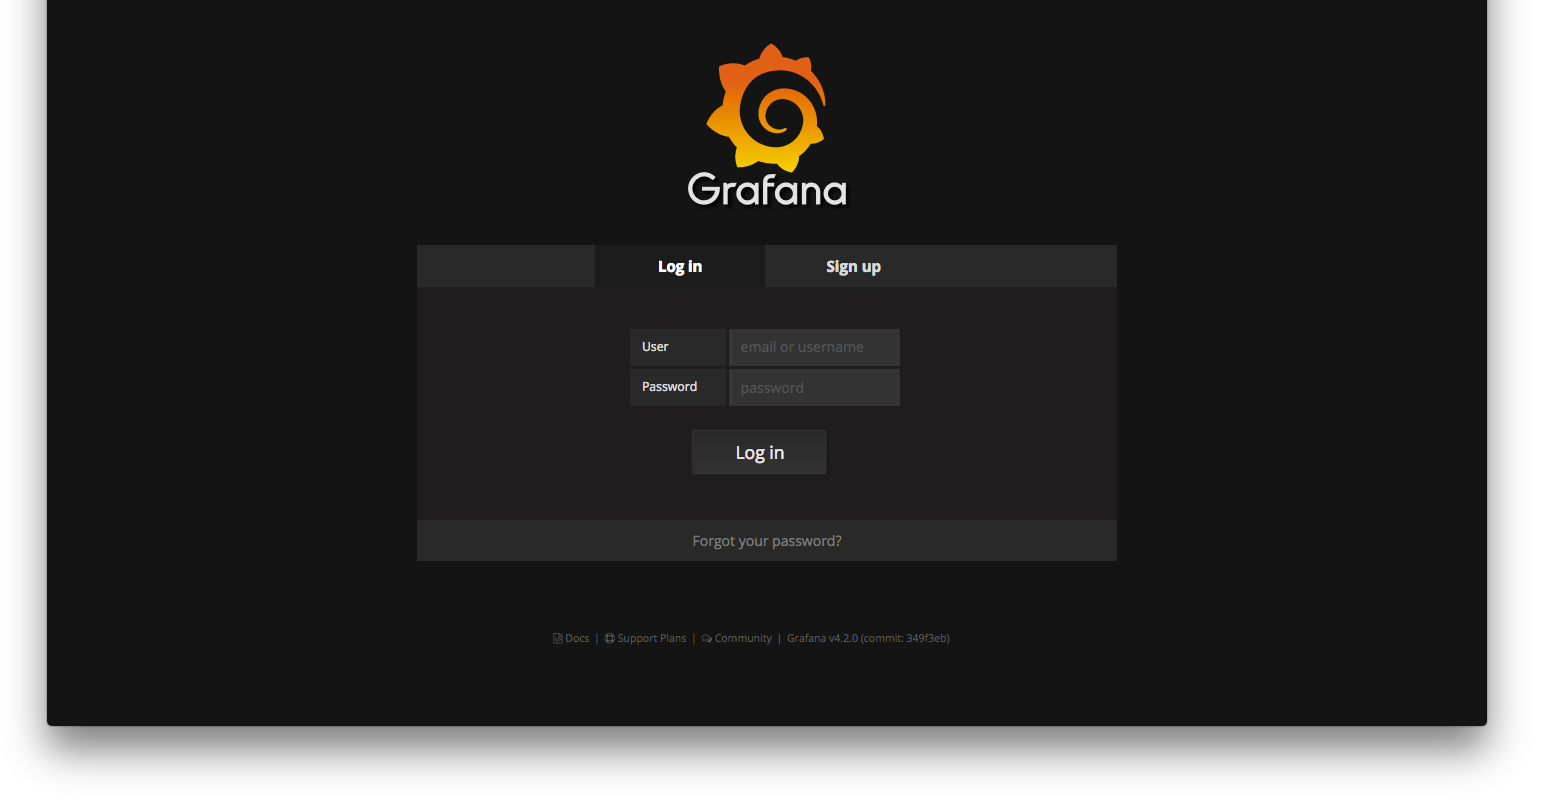 Grafana
Log in Sign up
User email or username
Password password
Log in
Forgot your password?
Docs | Support Plans | Community | Grafana v4.2.0 (commit: 349f3eb)